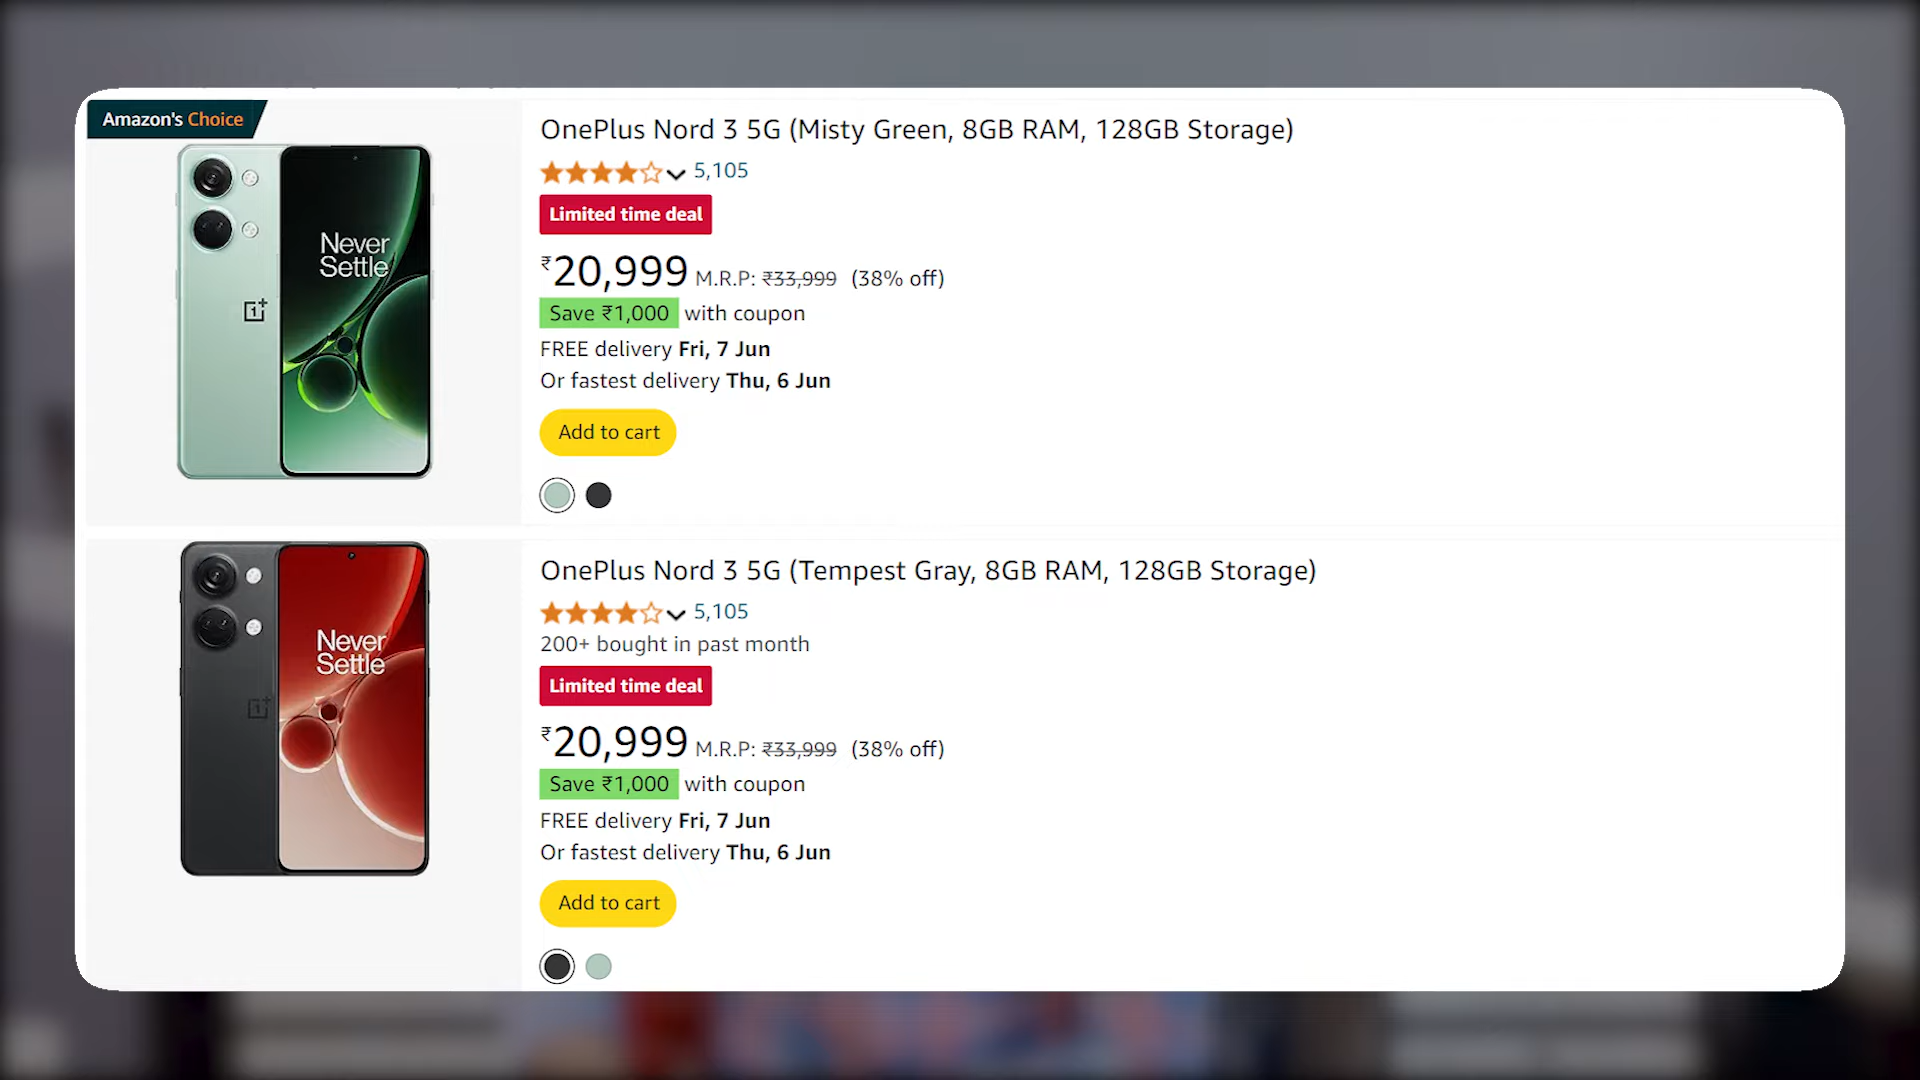 Amazon's Choice
Never
Settle
OnePlus Nord 3 5G (Misty Green, 8GB RAM, 128GB Storage)
5,105
Limited time deal
₹20,999 M.R.P: ₹33,999 (38% off)
Save ₹1,000 with coupon
FREE delivery Fri, 7 Jun
Or fastest delivery Thu, 6 Jun
Add to cart
Never
Settle
OnePlus Nord 3 5G (Tempest Gray, 8GB RAM, 128GB Storage)
5,105
200+ bought in past month
Limited time deal
₹20,999 M.R.P: ₹33,999 (38% off)
Save ₹1,000 with coupon
FREE delivery Fri, 7 Jun
Or fastest delivery Thu, 6 Jun
Add to cart